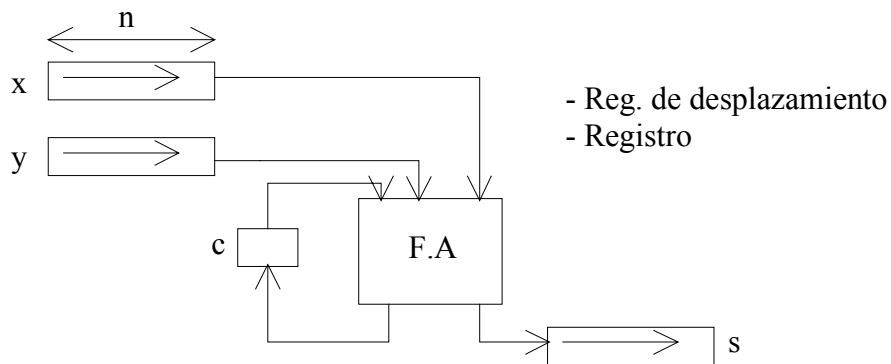 n
x
- Reg. de desplazamiento
- Registro
y
c
F.A
s